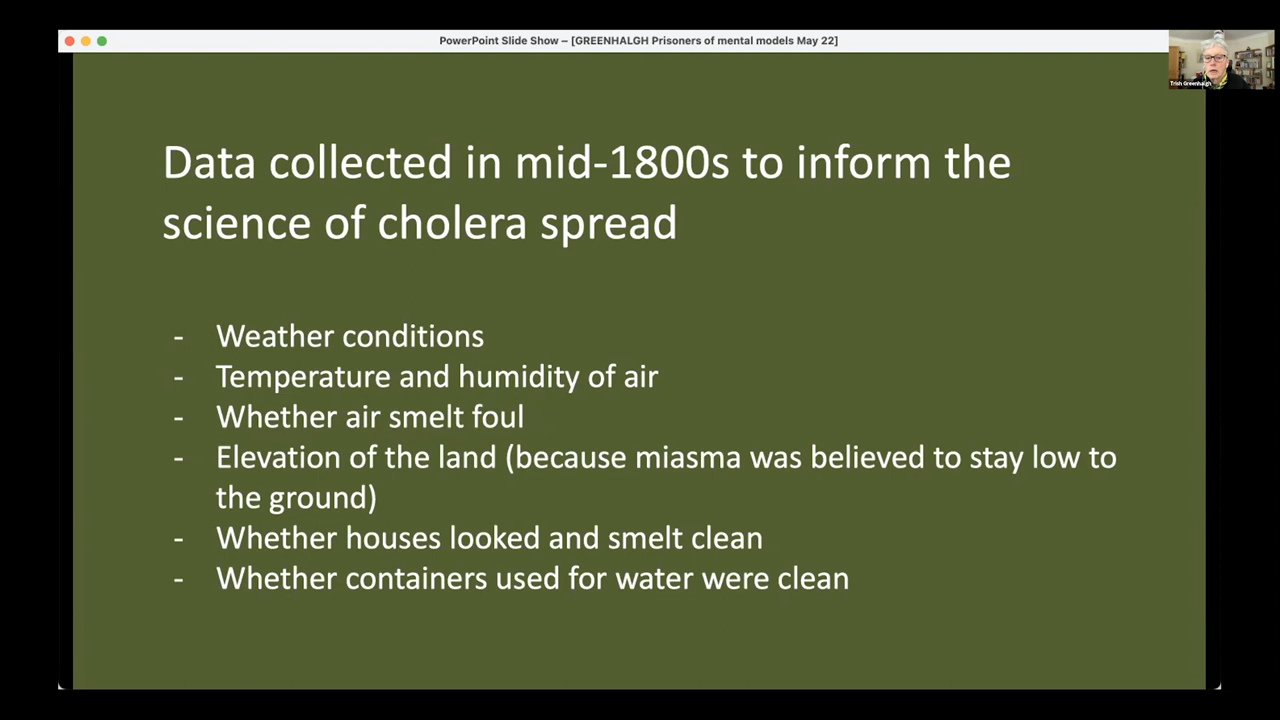 PowerPoint Slide Show – [GREENHALGH Prisoners of mental models May 22]
Trish Greenhalgh
Data collected in mid-1800s to inform the
science of cholera spread
- Weather conditions
- Temperature and humidity of air
- Whether air smelt foul
- Elevation of the land (because miasma was believed to stay low to
the ground)
- Whether houses looked and smelt clean
- Whether containers used for water were clean